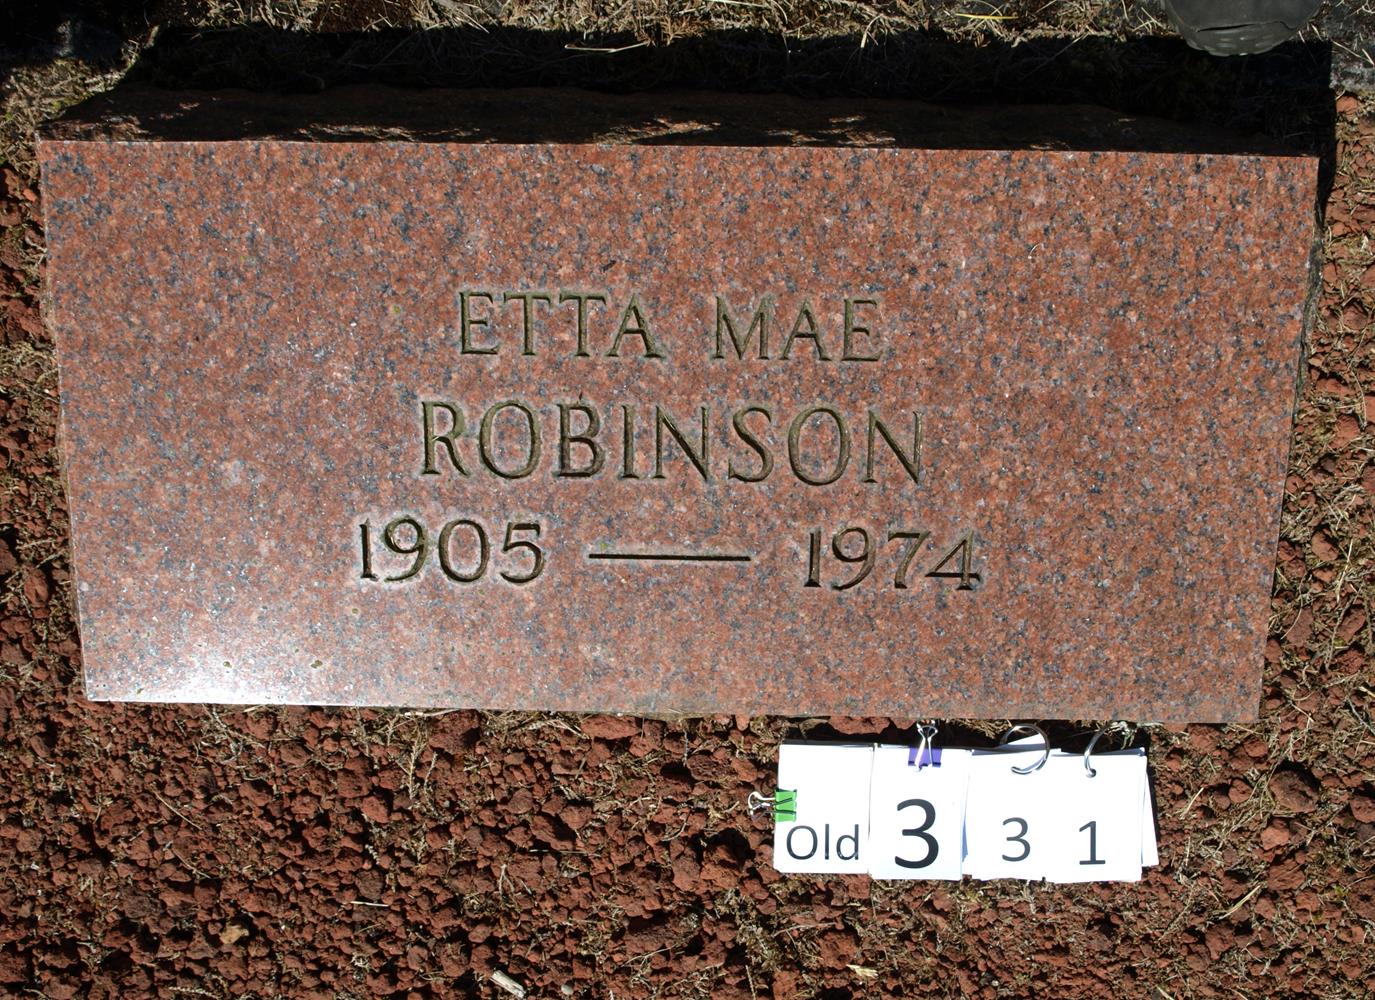 ETTA MAE
ROBINSON
1905 — 1974
Old 3 3 1